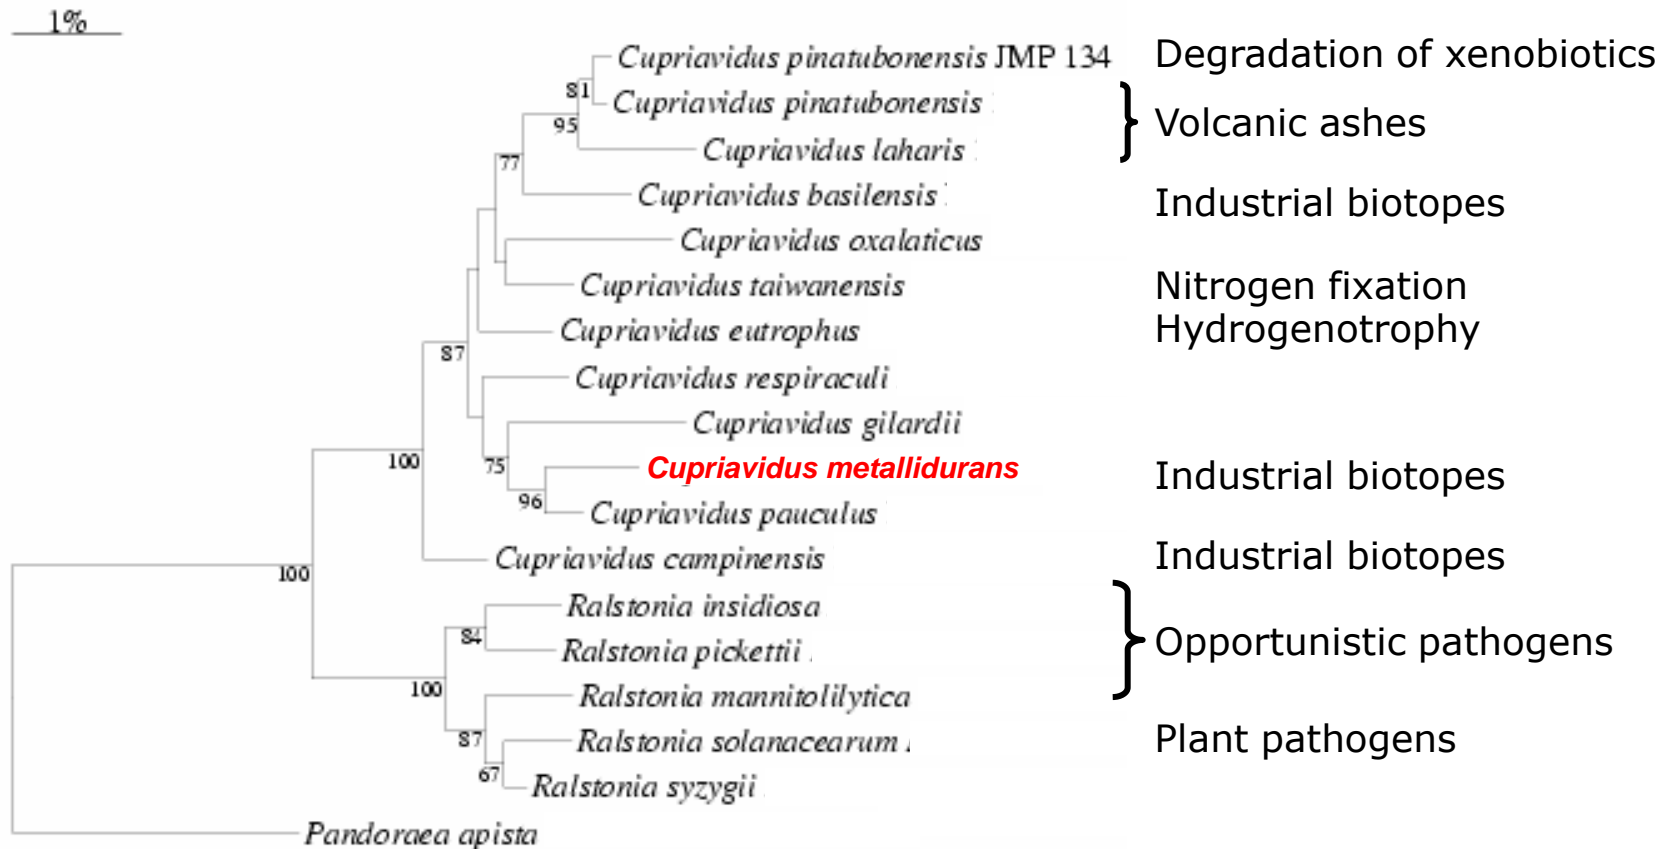 1%
Cupriavidus pinatubonensis JMP 134 Degradation of xenobiotics
81
Cupriavidus pinatubonensis
95
Volcanic ashes
Cupriavidus laharis
77
Cupriavidus basilensis Industrial biotopes
Cupriavidus oxalaticus
Cupriavidus taiwanensis Nitrogen fixation
Cupriavidus eutrophus Hydrogenotrophy
87
Cupriavidus respiraculi
Cupriavidus gilardii
100
75
Cupriavidus metallidurans Industrial biotopes
96
Cupriavidus pauculus
Cupriavidus campinensis Industrial biotopes
100
Ralstonia insidiosa
84
Opportunistic pathogens
Ralstonia pickettii
100
Ralstonia mannitolilytica
87
Ralstonia solanacearum Plant pathogens
67
Ralstonia syzygii
Pandoraea apista